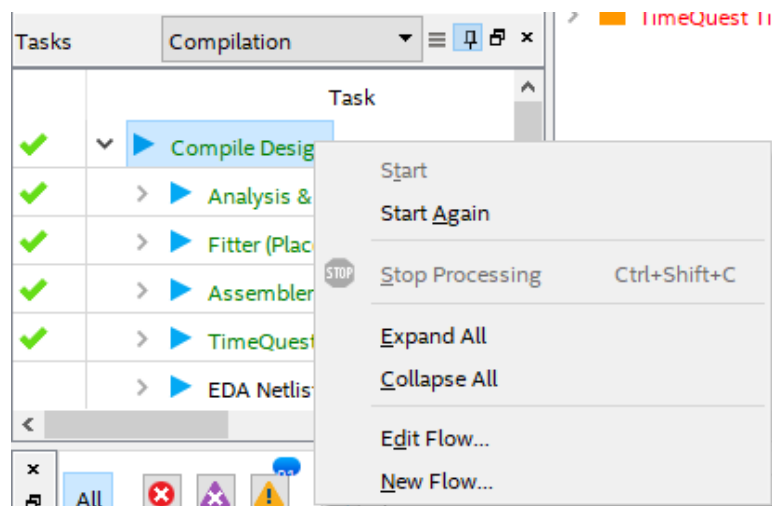 TimeQuest Ti
Tasks
Compilation
Task
Compile Desig
Analysis &
Fitter (Plac
Assembler
TimeQuest
EDA Netlis
Start
Start Again
STOP
Stop Processing Ctrl+Shift+C
Expand All
Collapse All
Edit Flow...
New Flow...
All